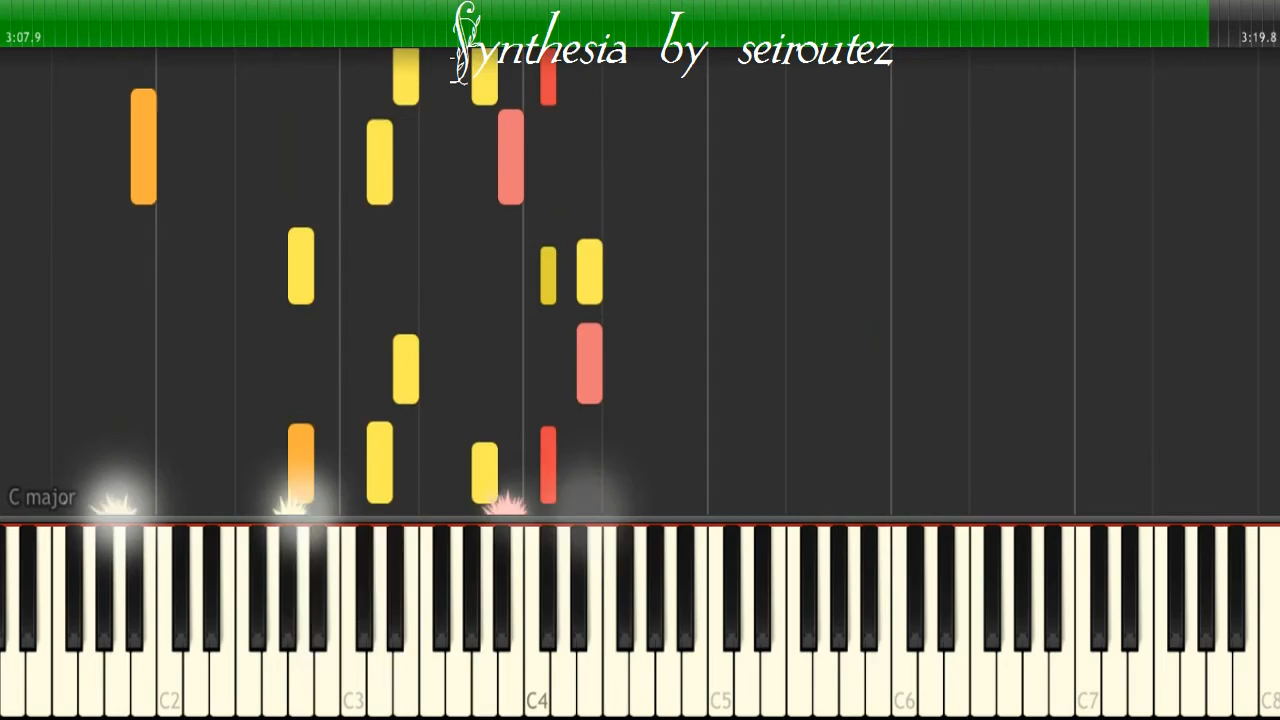 Synthesia by seiroutez
3:07.9
3:19.8
C major
C2 C3 C4 C5 C6 C7 C8